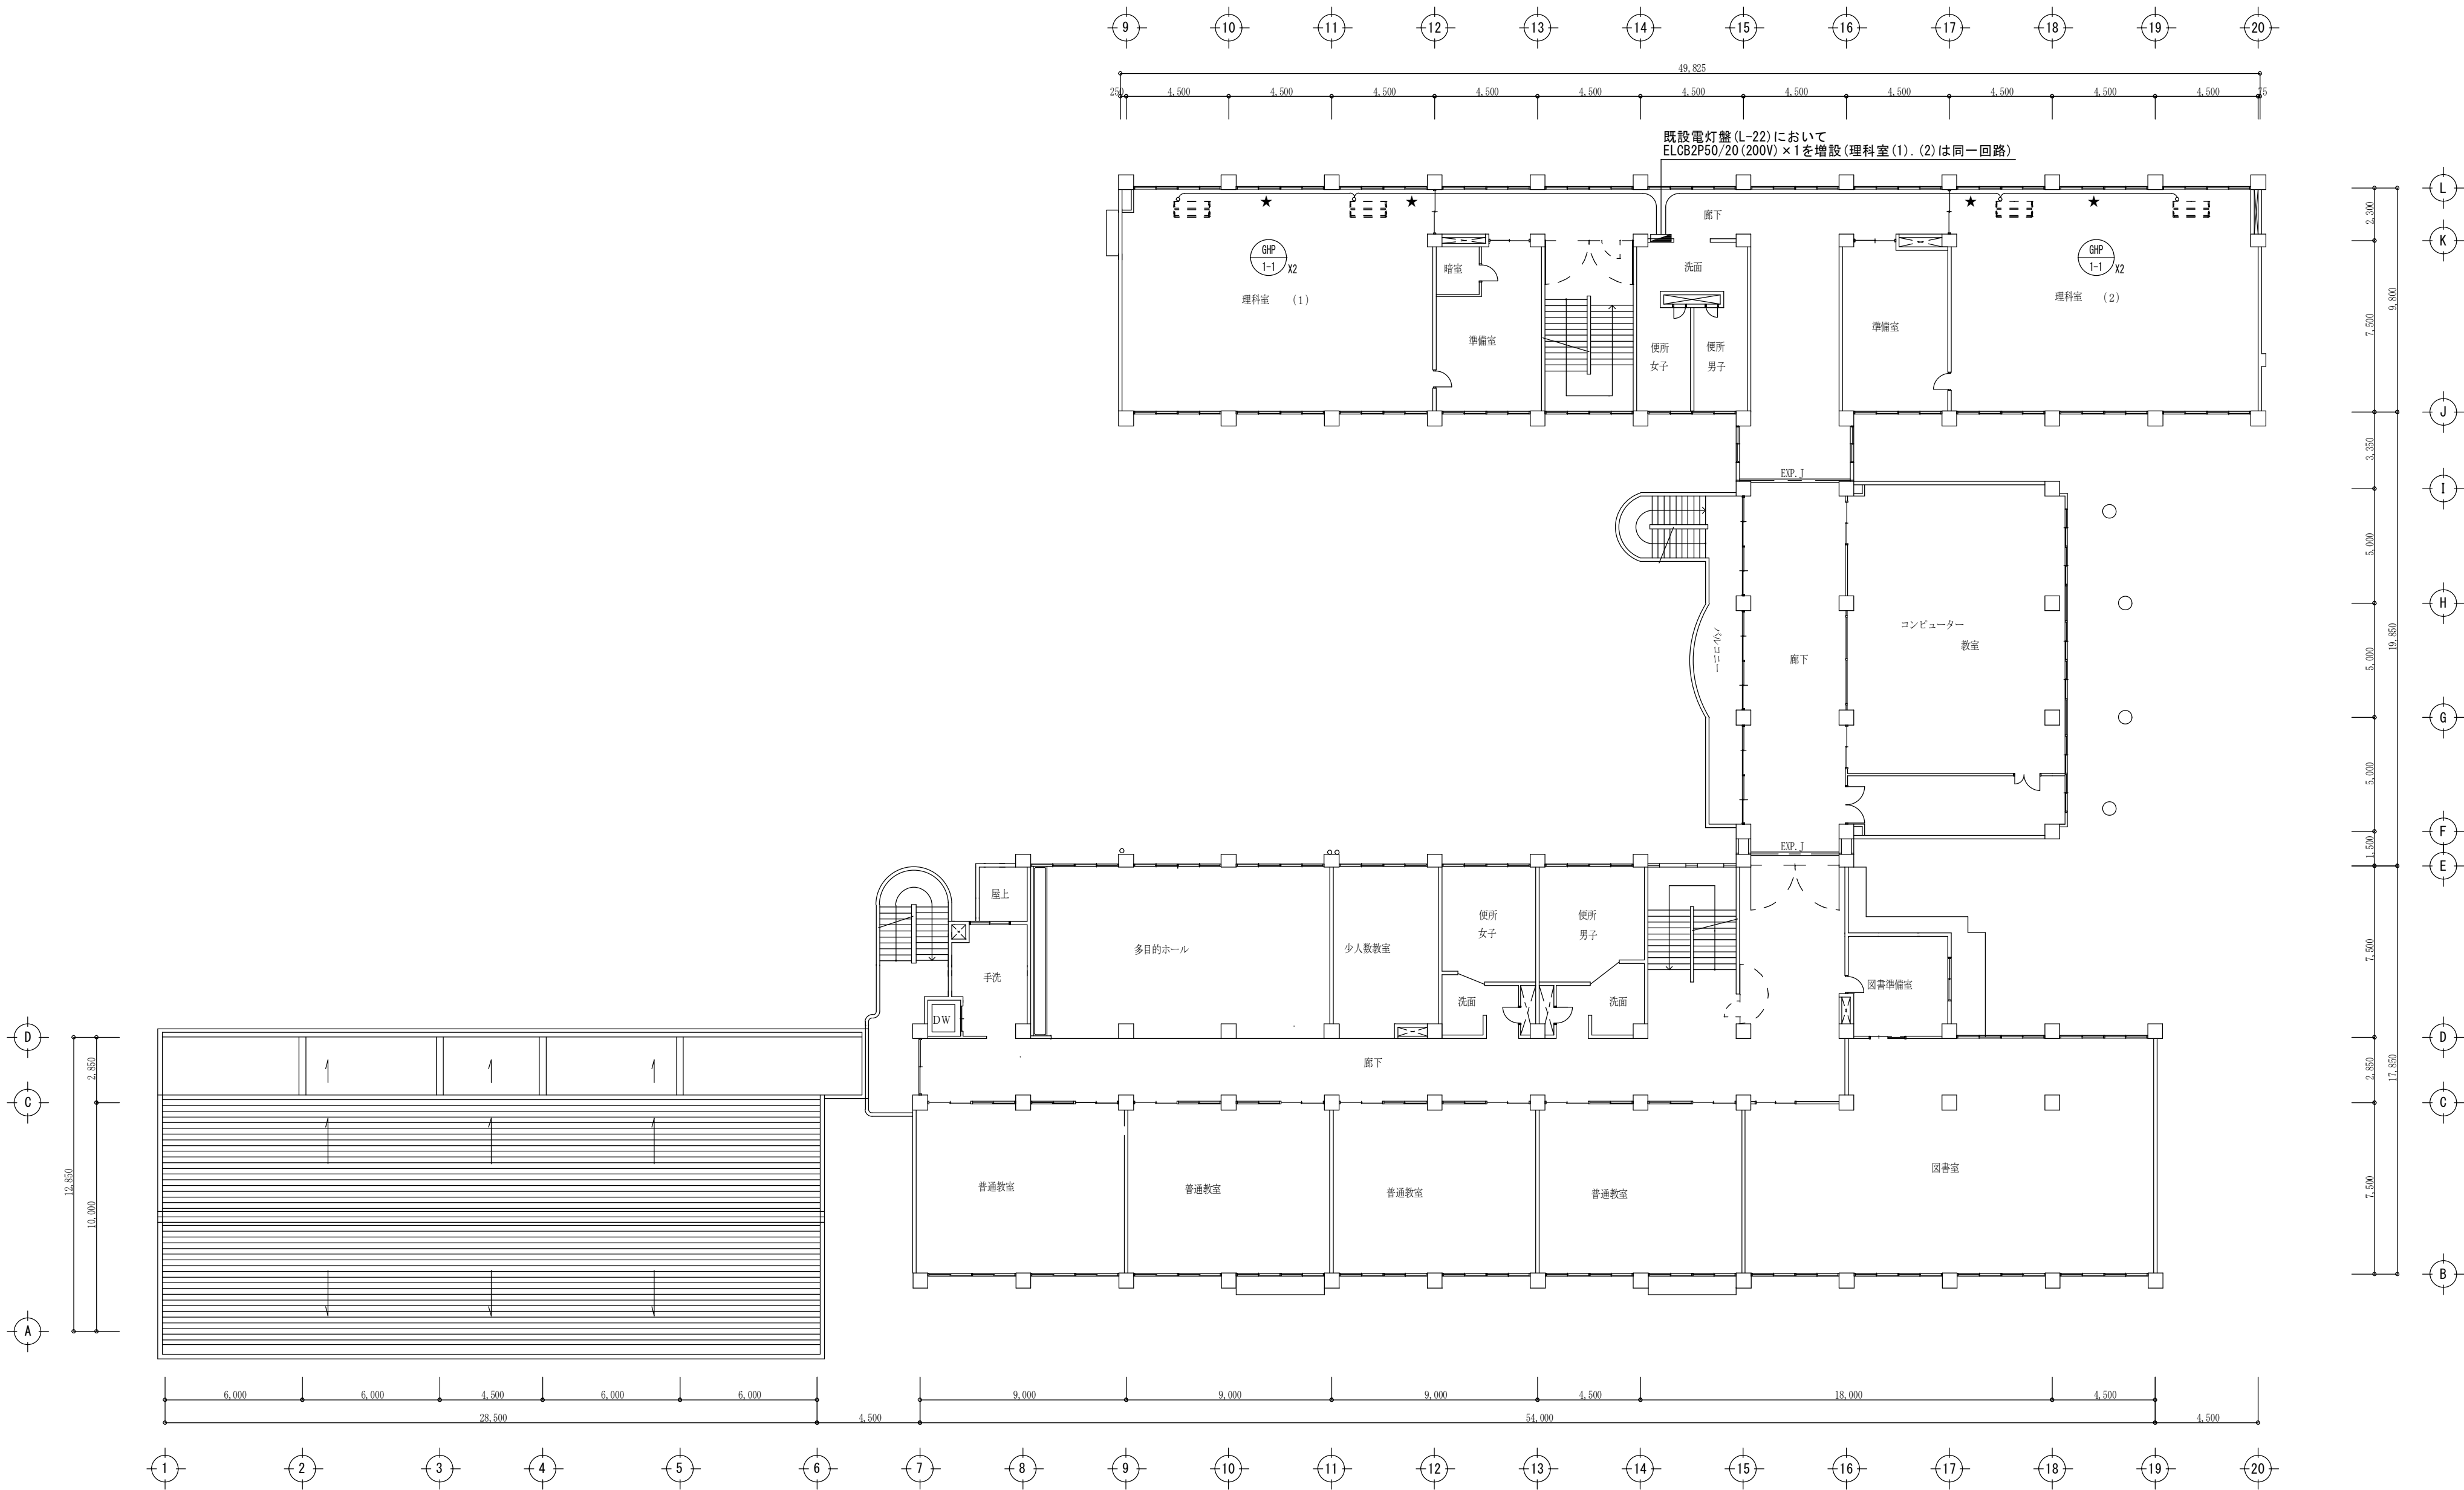 9 10 11 12 13 14 15 16 17 18 19 20
49,825
250 4,500 4,500 4,500 4,500 4,500 4,500 4,500 4,500 4,500 4,500 4,500 75
既設電灯盤(L-22)において
ELCB2P50/20(200V)×1を増設(理科室(1).(2)は同一回路)
L
2,300
★ ★ ★ ★
廊下
K
GHP
1-1 X2
理科室 (1)
暗室
準備室
洗面
便所
女子
便所
男子
準備室
GHP
1-1 X2
理科室 (2)
9,800
7,500
J
3,350
EXP.J
I
5,000
H
コンピューター
教室
バルコニー
廊下
19,850
5,000
G
5,000
F
EXP.J
1,500
E
屋上
多目的ホール
少人数教室
便所
女子
便所
男子
手洗
洗面
洗面
図書準備室
7,500
DW
D
D
2,850
廊下
2,850
17,850
C
C
12,850
10,000
普通教室
普通教室
普通教室
普通教室
図書室
7,500
B
A
6,000 6,000 4,500 6,000 6,000 9,000 9,000 9,000 4,500 18,000 4,500
28,500 4,500 54,000 4,500
1 2 3 4 5 6 7 8 9 10 11 12 13 14 15 16 17 18 19 20